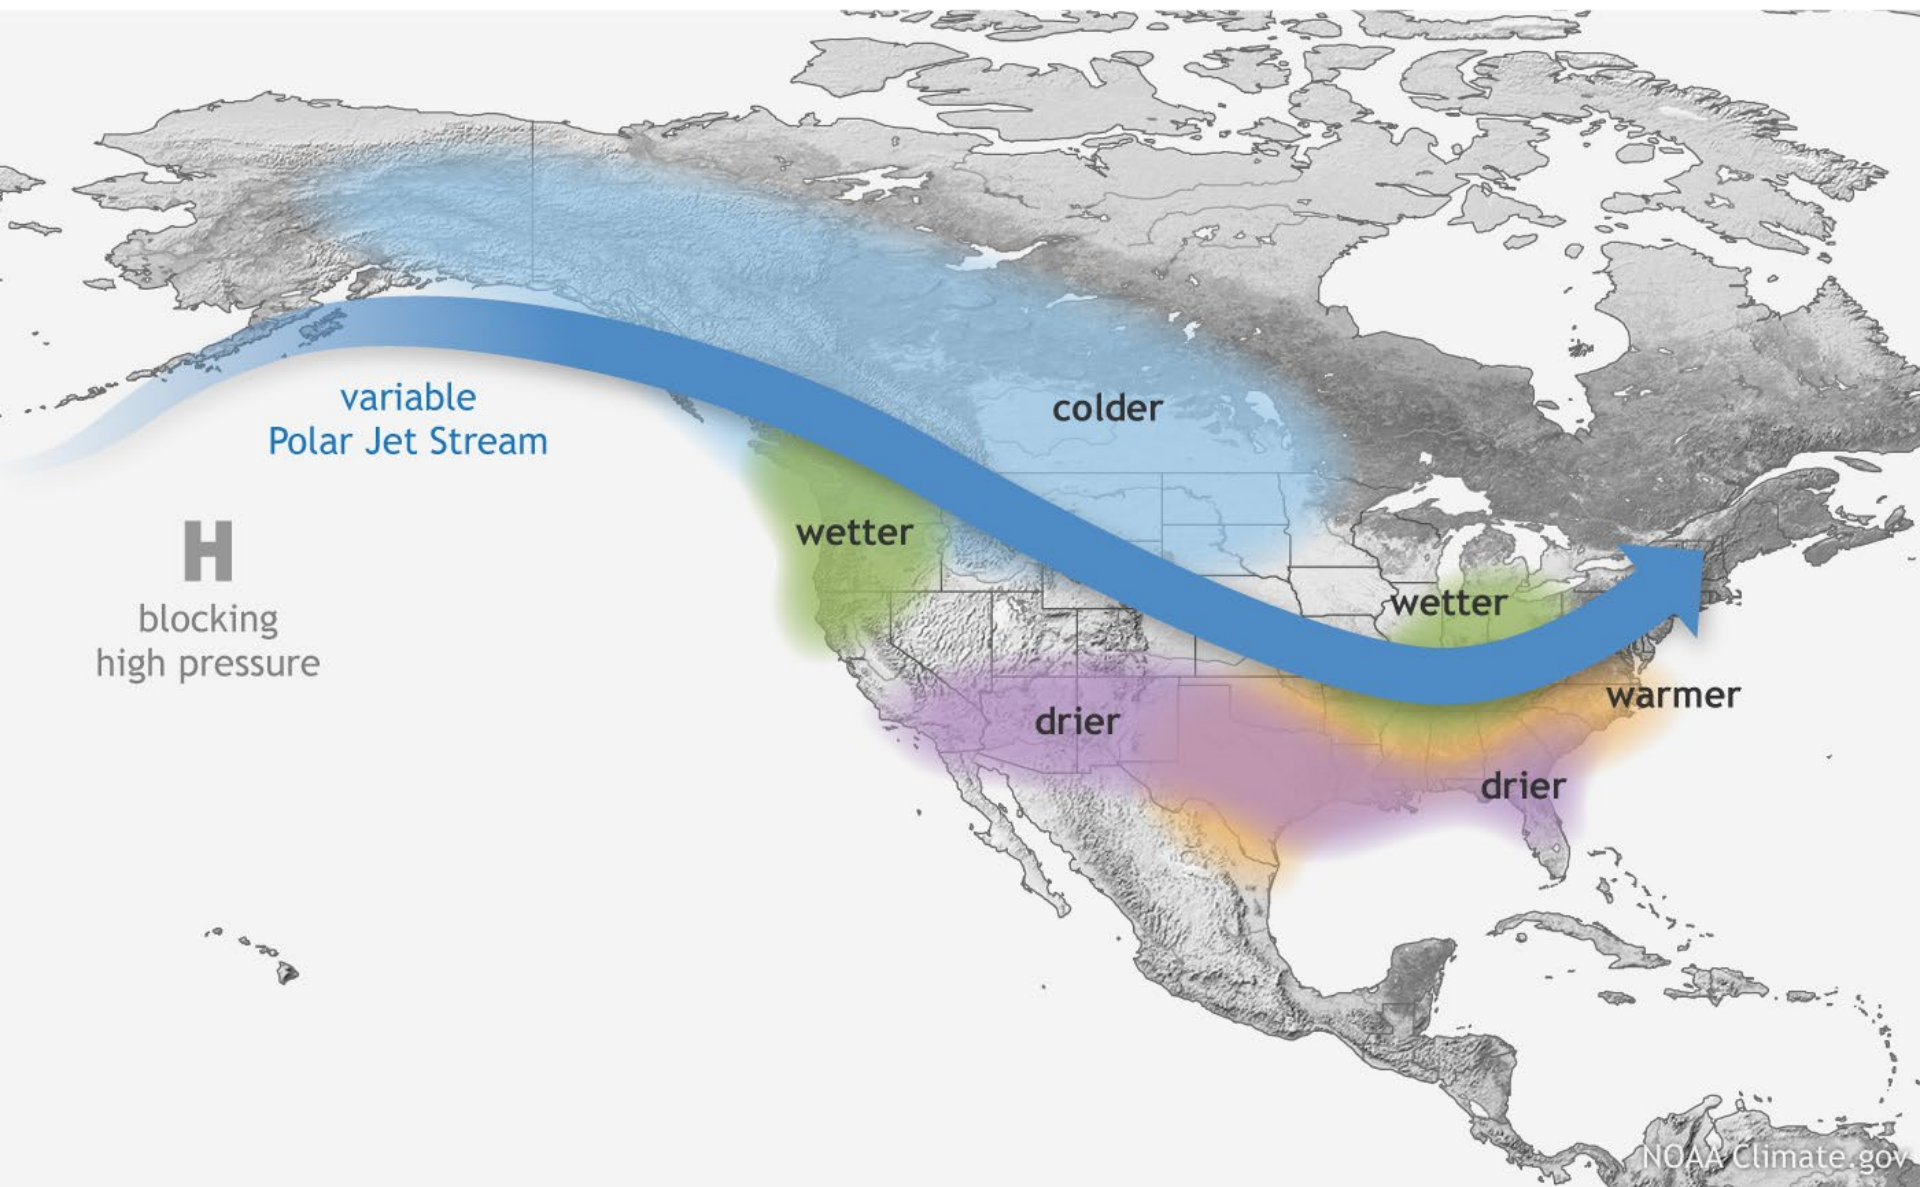 variable
Polar Jet Stream
colder
wetter
H
blocking
high pressure
wetter
warmer
drier
drier
NOAA Climate.gov